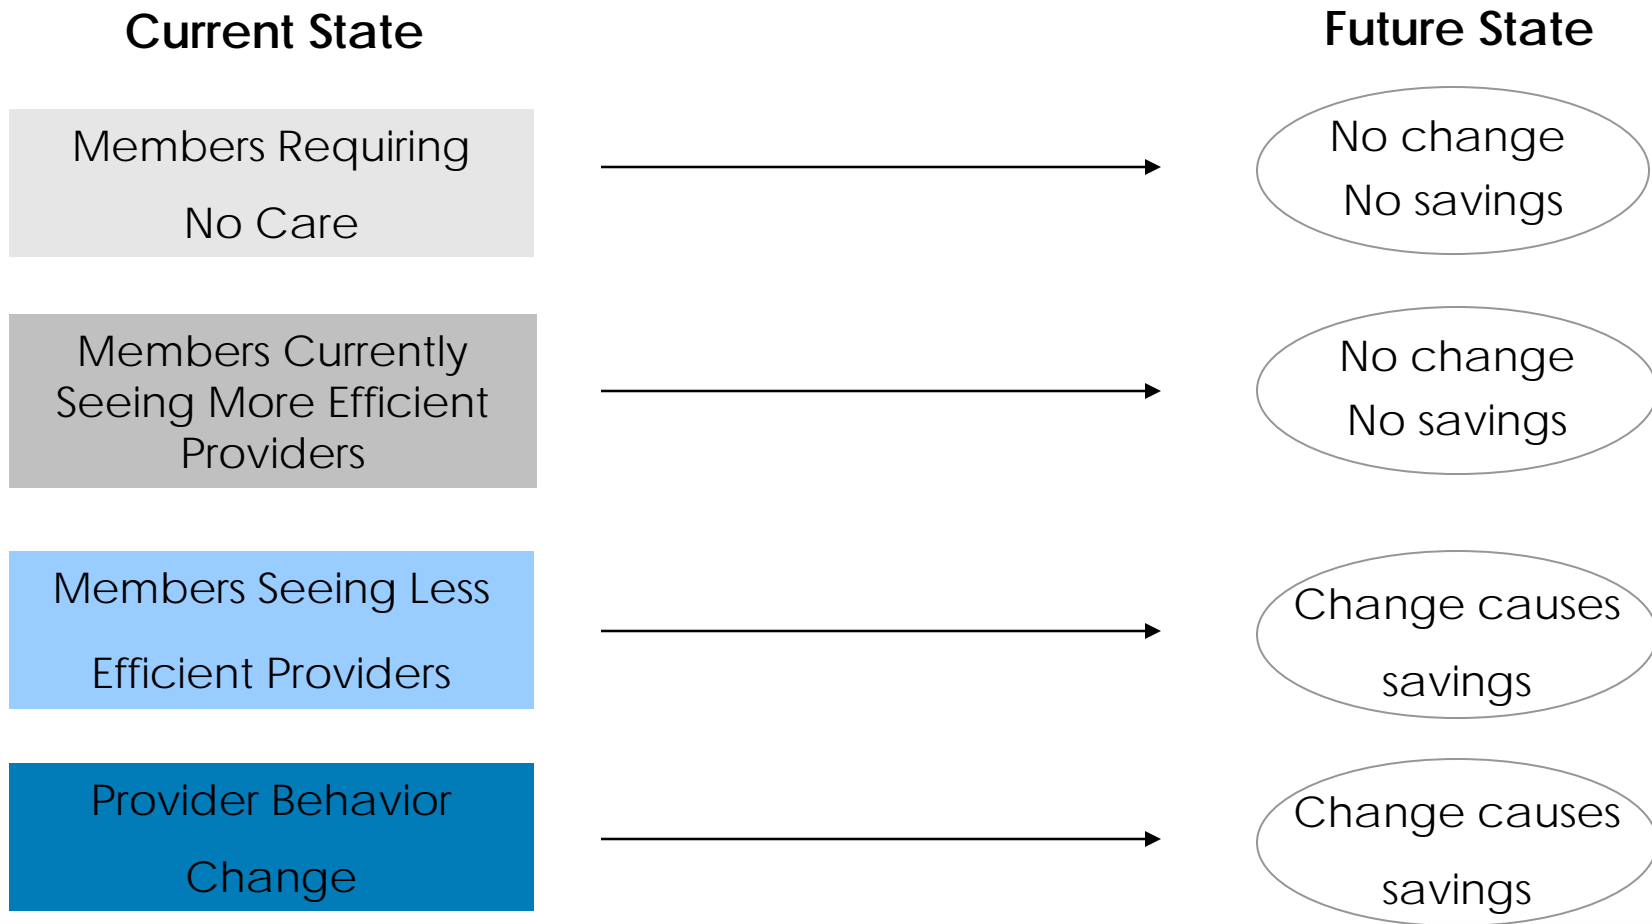 Current State
Future State
Members Requiring
No Care
No change
No savings
Members Currently
Seeing More Efficient
Providers
No change
No savings
Members Seeing Less
Efficient Providers
Change causes
savings
Provider Behavior
Change
Change causes
savings